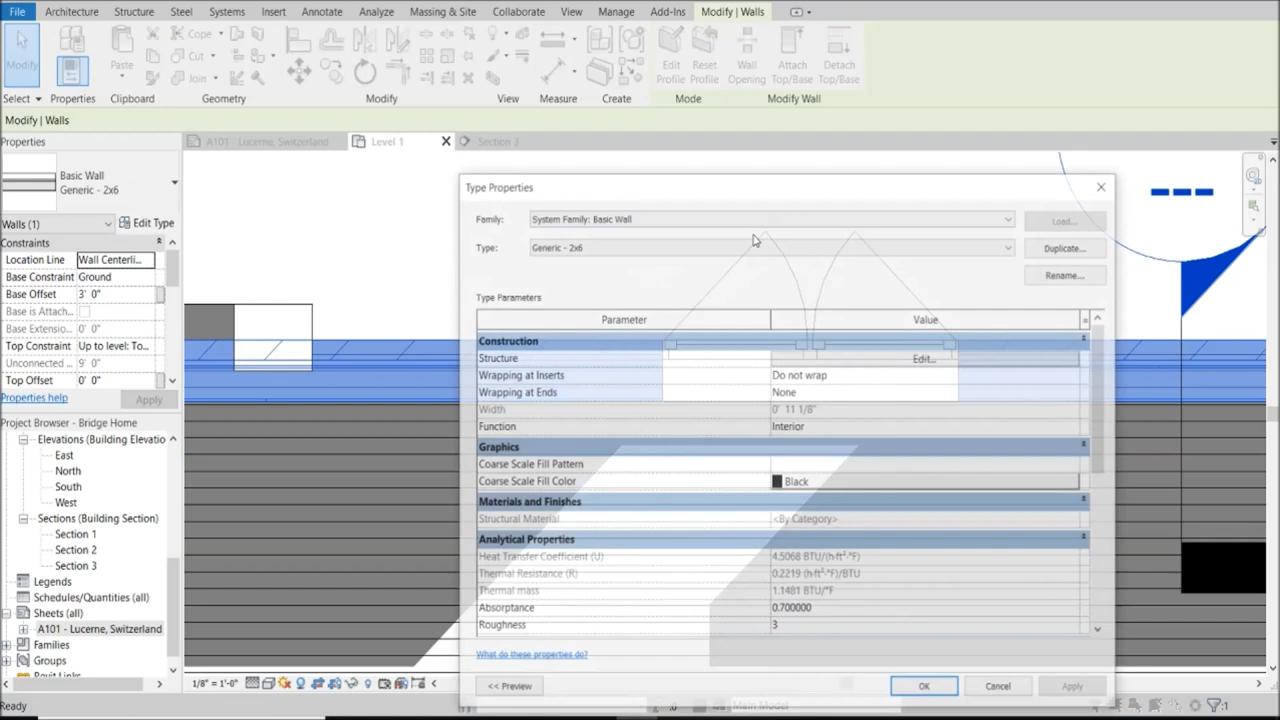 File Architecture Structure Steel Systems Insert Annotate Analyze Massing & Site Collaborate View Manage Add-Ins Modify | Walls
Cope
Cut
Join
Modify Paste Edit Profile Reset Profile Wall Opening Attach Top/Base Detach Top/Base
Select Properties Clipboard Geometry Modify View Measure Create Mode Modify Wall
Modify | Walls
Properties
A101 - Lucerne, Switzerland Level 1 Section 3
Basic Wall
Generic - 2x6
Walls (1) Edit Type
Constraints
Location Line Wall Centerli...
Base Constraint Ground
Base Offset 3' 0"
Base is Attach...
Base Extensio... 0' 0"
Top Constraint Up to level: To...
Unconnected ... 9' 0"
Top Offset 0' 0"
Properties help Apply
Project Browser - Bridge Home
Elevations (Building Elevatio
East
North
South
West
Sections (Building Section)
Section 1
Section 2
Section 3
Legends
Schedules/Quantities (all)
Sheets (all)
A101 - Lucerne, Switzerland
Families
Groups
Revit Links
Type Properties
Family: System Family: Basic Wall Load...
Type: Generic - 2x6 Duplicate...
Rename...
Type Parameters
Parameter Value =
Construction
Structure Edit...
Wrapping at Inserts Do not wrap
Wrapping at Ends None
Width 0' 11 1/8"
Function Interior
Graphics
Coarse Scale Fill Pattern
Coarse Scale Fill Color Black
Materials and Finishes
Structural Material <By Category>
Analytical Properties
Heat Transfer Coefficient (U) 4.5068 BTU/(h·ft²·°F)
Thermal Resistance (R) 0.2219 (h·ft²·°F)/BTU
Thermal mass 1.1481 BTU/°F
Absorptance 0.700000
Roughness 3
What do these properties do?
<< Preview OK Cancel Apply
1/8" = 1'-0"
Ready :0 Main Model :1